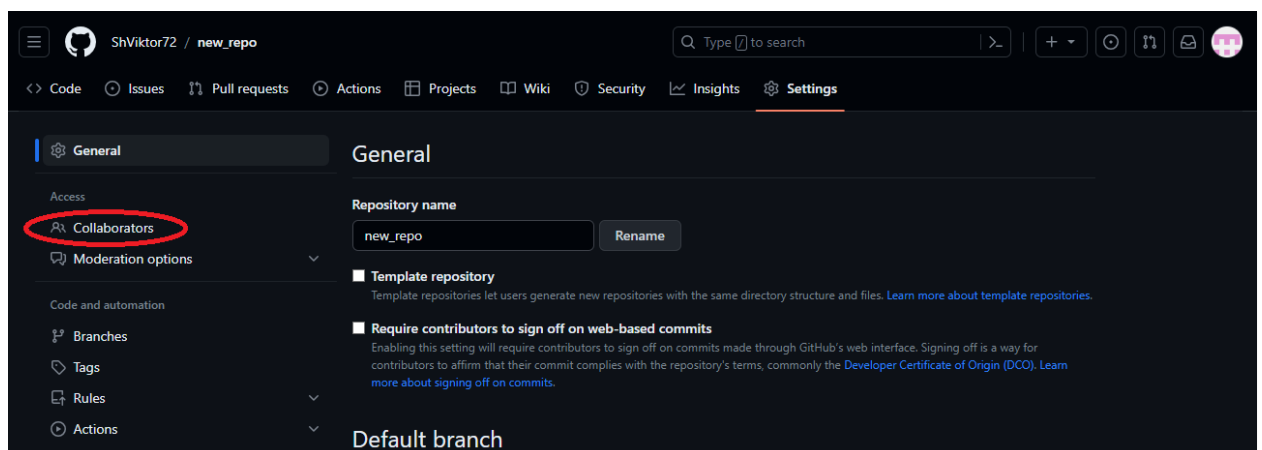 ShViktor72 / new_repo
Type / to search
Code Issues Pull requests Actions Projects Wiki Security Insights Settings
General
Access
Collaborators
Moderation options
Code and automation
Branches
Tags
Rules
Actions
General
Repository name
new_repo Rename
Template repository
Template repositories let users generate new repositories with the same directory structure and files. Learn more about template repositories.
Require contributors to sign off on web-based commits
Enabling this setting will require contributors to sign off on commits made through GitHub's web interface. Signing off is a way for
contributors to affirm that their commit complies with the repository's terms, commonly the Developer Certificate of Origin (DCO). Learn
more about signing off on commits.
Default branch